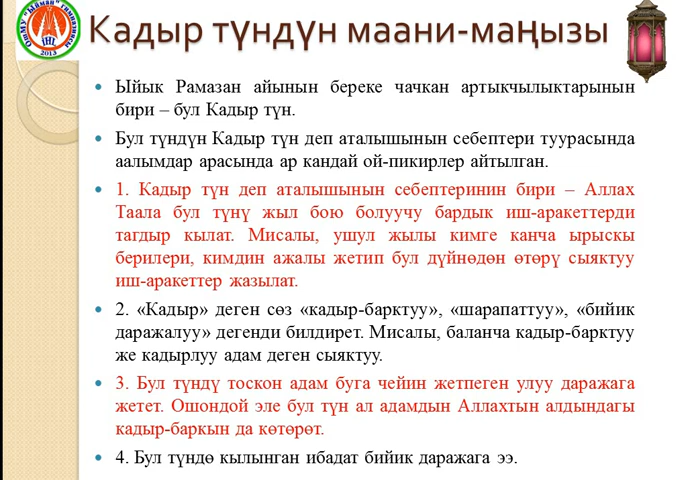 ОшМУ "Ыйман" гимназиясы
2013
Кадыр түндүн маани-маңызы
• Ыйык Рамазан айынын береке чачкан артыкчылыктарынын
бири – бул Кадыр түн.
• Бул түндүн Кадыр түн деп аталышынын себептери туурасында
аалымдар арасында ар кандай ой-пикирлер айтылган.
• 1. Кадыр түн деп аталышынын себептеринин бири – Аллах
Таала бул түнү жыл бою болуучу бардык иш-аракеттерди
тагдыр кылат. Мисалы, ушул жылы кимге канча ырыскы
берилери, кимдин ажалы жетип бул дүйнөдөн өтөрү сыяктуу
иш-аракеттер жазылат.
• 2. «Кадыр» деген сөз «кадыр-барктуу», «шарапаттуу», «бийик
даражалуу» дегенди билдирет. Мисалы, баланча кадыр-барктуу
же кадырлуу адам деген сыяктуу.
• 3. Бул түндү тоскон адам буга чейин жетпеген улуу даражага
жетет. Ошондой эле бул түн ал адамдын Аллахтын алдындагы
кадыр-баркын да көтөрөт.
• 4. Бул түндө кылынган ибадат бийик даражага ээ.